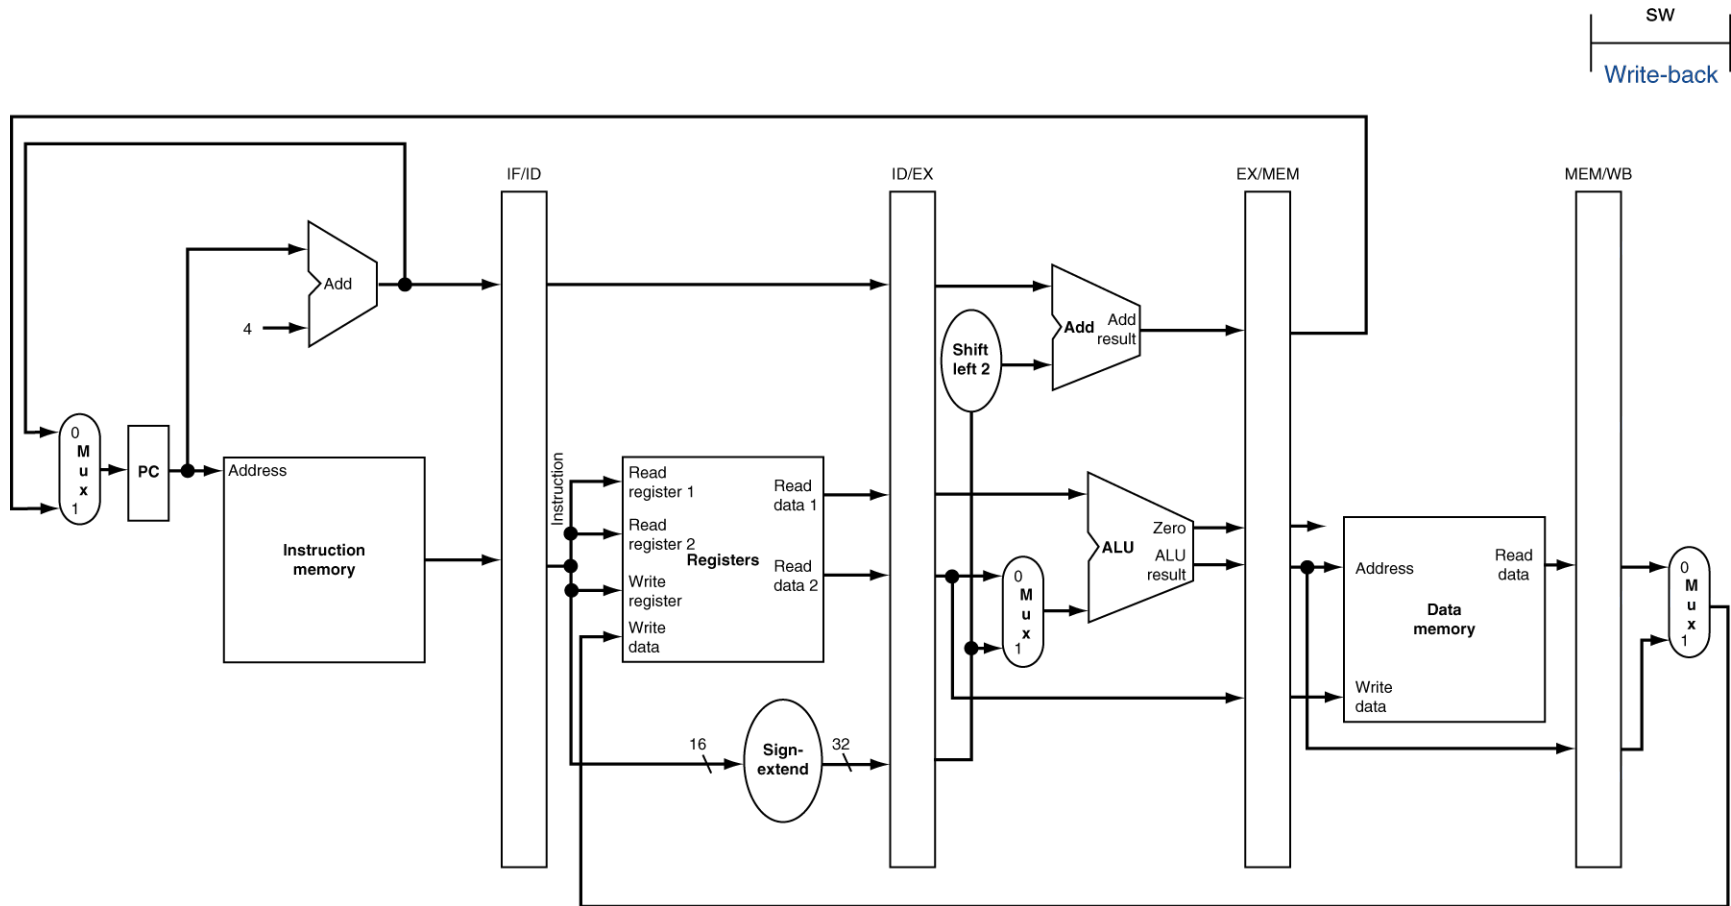 SW
Write-back
IF/ID
ID/EX
EX/MEM
MEM/WB
Add
4
Add
Add
result
Shift
left 2
0
M
u
x
1
PC
Address
Instruction
memory
Instruction
Read
register 1
Read
register 2
Write
register
Write
data
Registers
Read
data 1
Read
data 2
16
Sign-
extend
32
0
M
u
x
1
Zero
ALU
ALU
result
Address
Read
data
Data
memory
Write
data
0
M
u
x
1